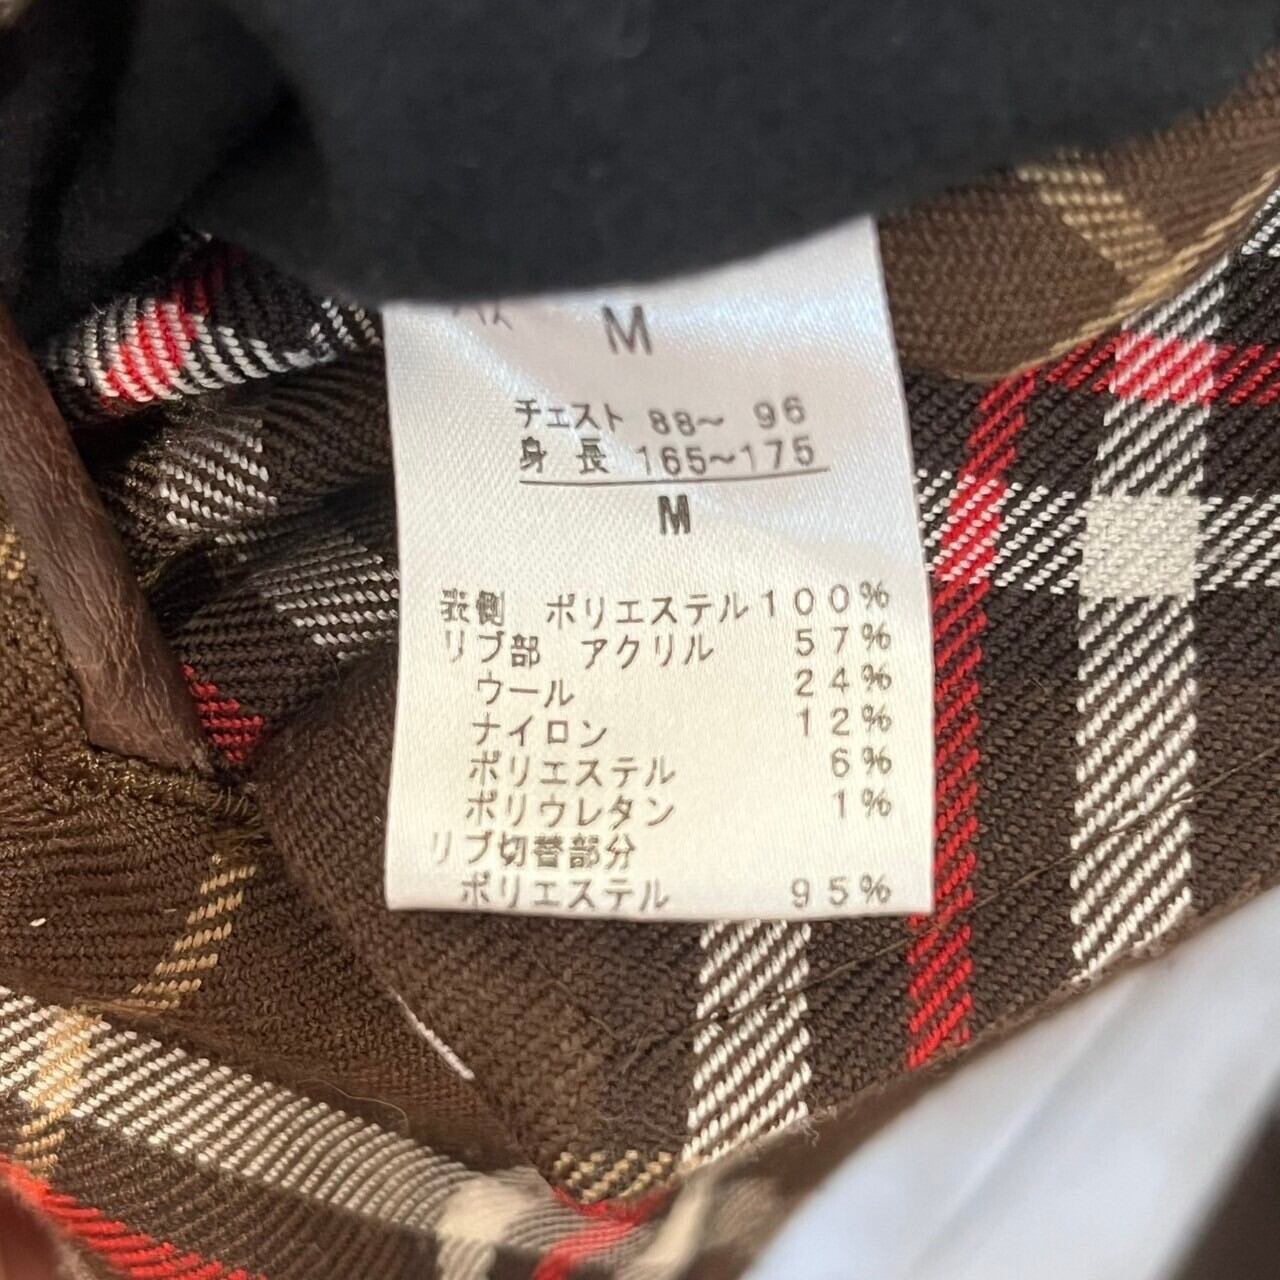 M
チェスト 88～ 96
身 長 165～175
M
表側 ポリエステル100%
リブ部 アクリル 57%
ウール 24%
ナイロン 12%
ポリエステル 6%
ポリウレタン 1%
リブ切替部分
ポリエステル 95%